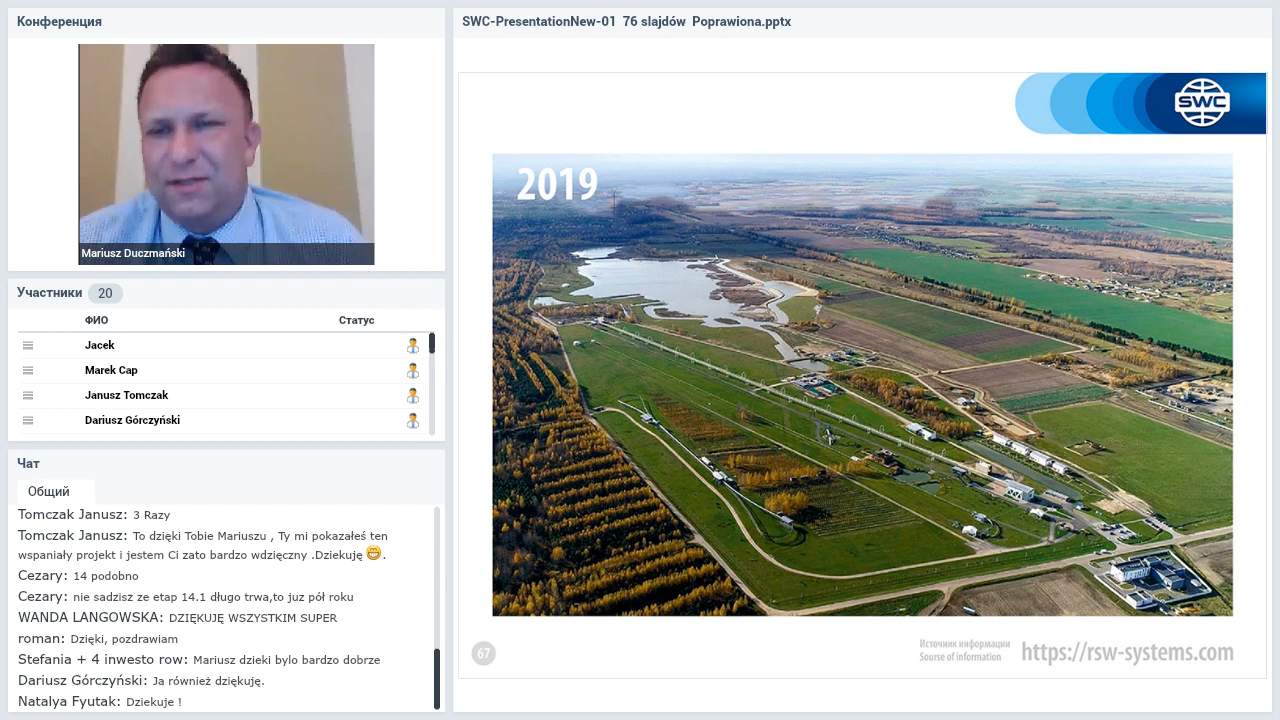 Конференция
Mariusz Duczmański
Участники 20
ФИО Статус
Jacek
Marek Cap
Janusz Tomczak
Dariusz Górczyński
Чат
Общий
Tomczak Janusz: 3 Razy
Tomczak Janusz: To dzięki Tobie Mariuszu , Ty mi pokazałeś ten
wspaniały projekt i jestem Ci zato bardzo wdzięczny .Dziekuję 😁.
Cezary: 14 podobno
Cezary: nie sadzisz ze etap 14.1 długo trwa,to juz pół roku
WANDA LANGOWSKA: DZIĘKUJĘ WSZYSTKIM SUPER
roman: Dzięki, pozdrawiam
Stefania + 4 inwesto row: Mariusz dzięki bylo bardzo dobrze
Dariusz Górczyński: Ja również dziękuję.
Natalya Fyutak: Dziekuje !
SWC-PresentationNew-01 76 slajdów Poprawiona.pptx
SWC
2019
67
Источник информации
Sourse of information
https://rsw-systems.com